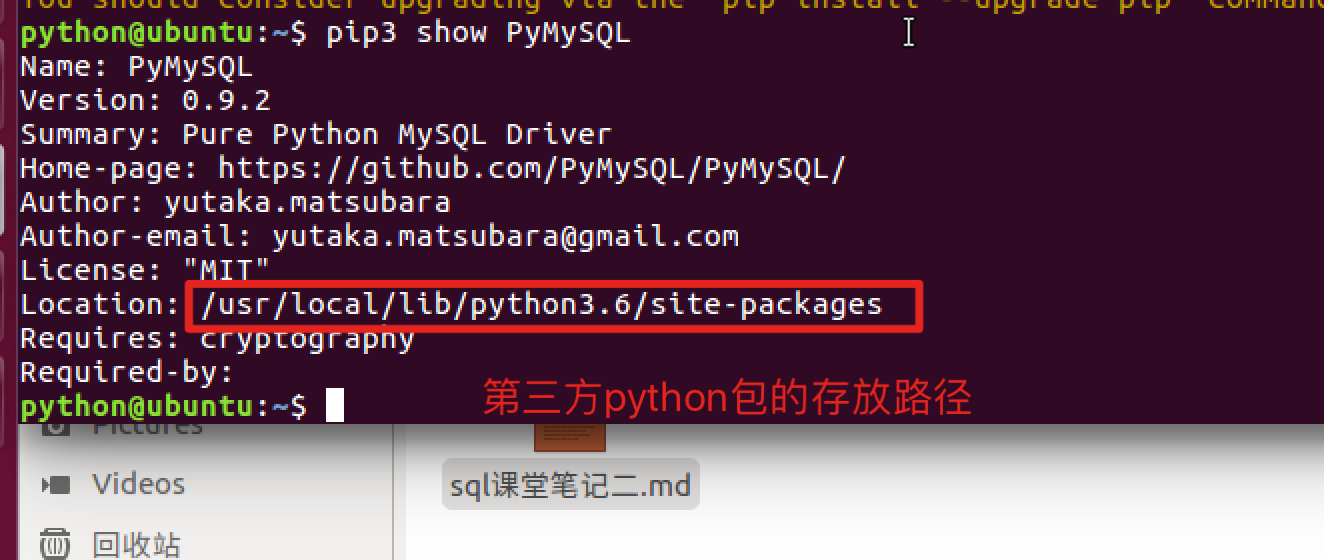 You should consider upgrading via the 'pip install --upgrade pip' comman
python@ubuntu:~$ pip3 show PyMySQL
Name: PyMySQL
Version: 0.9.2
Summary: Pure Python MySQL Driver
Home-page: https://github.com/PyMySQL/PyMySQL/
Author: yutaka.matsubara
Author-email: yutaka.matsubara@gmail.com
License: "MIT"
Location: /usr/local/lib/python3.6/site-packages
Requires: cryptography
Required-by:
python@ubuntu:~$
第三方python包的存放路径
Pictures
Videos
sql课堂笔记二.md
回收站